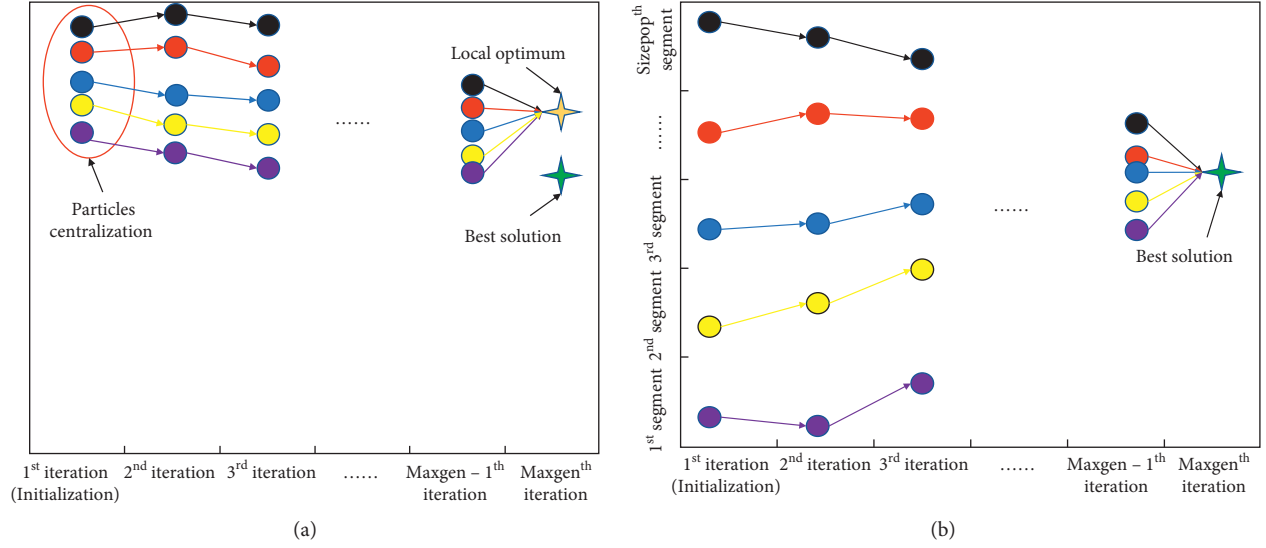 Local optimum
Particles
centralization
……
Best solution
1st iteration
(Initialization)
2nd iteration
3rd iteration
……
Maxgen – 1th
iteration
Maxgenth
iteration
(a)
Sizepopth
segment
……
3rd segment
2nd segment
1st segment
……
Best solution
1st iteration
(Initialization)
2nd iteration
3rd iteration
……
Maxgen – 1th
iteration
Maxgenth
iteration
(b)